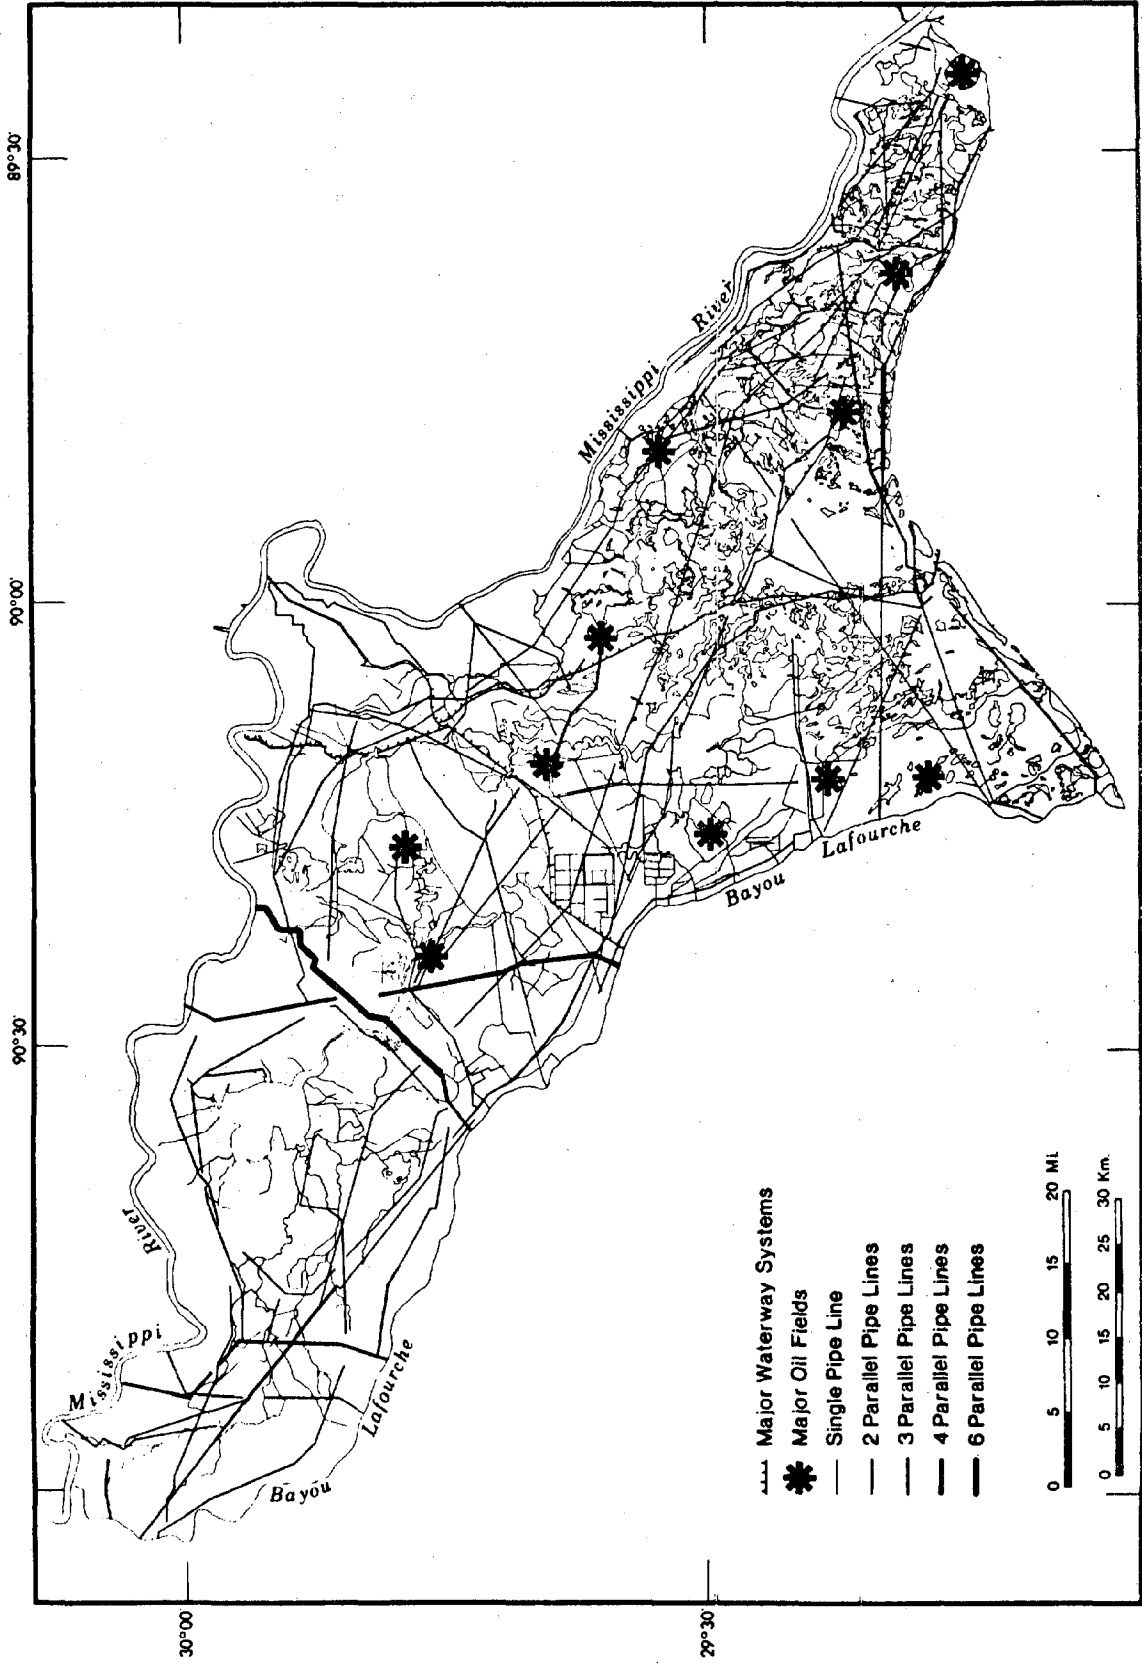 89°30'
90°00'
90°30'
30°00'
29°30'
Mississippi
River
Mississippi
River
Bayou
Lafourche
Bayou
Lafourche
Major Waterway Systems
Major Oil Fields
Single Pipe Line
2 Parallel Pipe Lines
3 Parallel Pipe Lines
4 Parallel Pipe Lines
6 Parallel Pipe Lines
0 5 10 15 20 Mi.
0 5 10 15 20 25 30 Km.